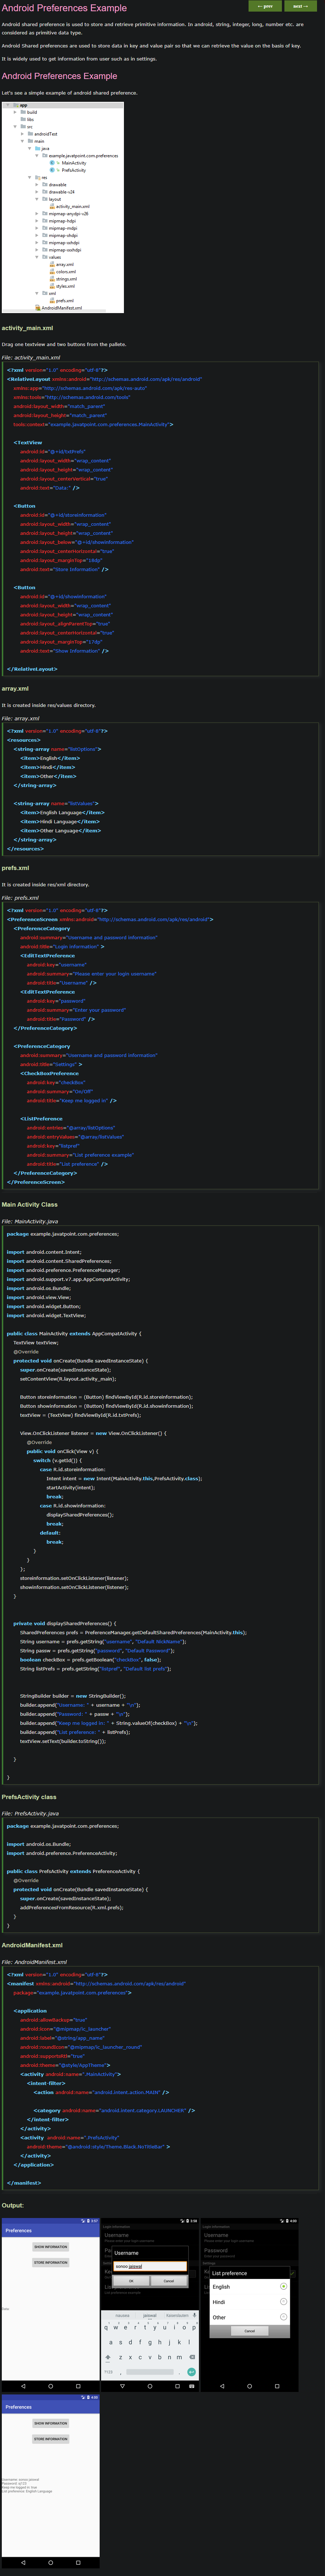 Android Preferences Example
← prev
next →
Android shared preference is used to store and retrieve primitive information. In android, string, integer, long, number etc. are
considered as primitive data type.
Android Shared preferences are used to store data in key and value pair so that we can retrieve the value on the basis of key.
It is widely used to get information from user such as in settings.
Android Preferences Example
Let's see a simple example of android shared preference.
app
build
libs
src
androidTest
main
java
example.javatpoint.com.preferences
MainActivity
PrefsActivity
res
drawable
drawable-v24
layout
activity_main.xml
mipmap-anydpi-v26
mipmap-hdpi
mipmap-mdpi
mipmap-xhdpi
mipmap-xxhdpi
mipmap-xxxhdpi
values
array.xml
colors.xml
strings.xml
styles.xml
xml
prefs.xml
AndroidManifest.xml
activity_main.xml
Drag one textview and two buttons from the pallete.
File: activity_main.xml
<?xml version="1.0" encoding="utf-8"?>
<RelativeLayout xmlns:android="http://schemas.android.com/apk/res/android"
xmlns:app="http://schemas.android.com/apk/res-auto"
xmlns:tools="http://schemas.android.com/tools"
android:layout_width="match_parent"
android:layout_height="match_parent"
tools:context="example.javatpoint.com.preferences.MainActivity">
<TextView
android:id="@+id/txtPrefs"
android:layout_width="wrap_content"
android:layout_height="wrap_content"
android:layout_centerVertical="true"
android:text="Data:" />
<Button
android:id="@+id/storeinformation"
android:layout_width="wrap_content"
android:layout_height="wrap_content"
android:layout_below="@+id/showinformation"
android:layout_centerHorizontal="true"
android:layout_marginTop="18dp"
android:text="Store Information" />
<Button
android:id="@+id/showinformation"
android:layout_width="wrap_content"
android:layout_height="wrap_content"
android:layout_alignParentTop="true"
android:layout_centerHorizontal="true"
android:layout_marginTop="17dp"
android:text="Show Information" />
</RelativeLayout>
array.xml
It is created inside res/values directory.
File: array.xml
<?xml version="1.0" encoding="utf-8"?>
<resources>
<string-array name="listOptions">
<item>English</item>
<item>Hindi</item>
<item>Other</item>
</string-array>
<string-array name="listValues">
<item>English Language</item>
<item>Hindi Language</item>
<item>Other Language</item>
</string-array>
</resources>
prefs.xml
It is created inside res/xml directory.
File: prefs.xml
<?xml version="1.0" encoding="utf-8"?>
<PreferenceScreen xmlns:android="http://schemas.android.com/apk/res/android">
<PreferenceCategory
android:summary="Username and password information"
android:title="Login information" >
<EditTextPreference
android:key="username"
android:summary="Please enter your login username"
android:title="Username" />
<EditTextPreference
android:key="password"
android:summary="Enter your password"
android:title="Password" />
</PreferenceCategory>
<PreferenceCategory
android:summary="Username and password information"
android:title="Settings" >
<CheckBoxPreference
android:key="checkBox"
android:summary="On/Off"
android:title="Keep me logged in" />
<ListPreference
android:entries="@array/listOptions"
android:entryValues="@array/listValues"
android:key="listpref"
android:summary="List preference example"
android:title="List preference" />
</PreferenceCategory>
</PreferenceScreen>
Main Activity Class
File: MainActivity.java
package example.javatpoint.com.preferences;
import android.content.Intent;
import android.content.SharedPreferences;
import android.preference.PreferenceManager;
import android.support.v7.app.AppCompatActivity;
import android.os.Bundle;
import android.view.View;
import android.widget.Button;
import android.widget.TextView;
public class MainActivity extends AppCompatActivity {
TextView textView;
@Override
protected void onCreate(Bundle savedInstanceState) {
super.onCreate(savedInstanceState);
setContentView(R.layout.activity_main);
Button storeinformation = (Button) findViewById(R.id.storeinformation);
Button showinformation = (Button) findViewById(R.id.showinformation);
textView = (TextView) findViewById(R.id.txtPrefs);
View.OnClickListener listener = new View.OnClickListener() {
@Override
public void onClick(View v) {
switch (v.getId()) {
case R.id.storeinformation:
Intent intent = new Intent(MainActivity.this,PrefsActivity.class);
startActivity(intent);
break;
case R.id.showinformation:
displaySharedPreferences();
break;
default:
break;
}
}
};
storeinformation.setOnClickListener(listener);
showinformation.setOnClickListener(listener);
}
private void displaySharedPreferences() {
SharedPreferences prefs = PreferenceManager.getDefaultSharedPreferences(MainActivity.this);
String username = prefs.getString("username", "Default NickName");
String passw = prefs.getString("password", "Default Password");
boolean checkBox = prefs.getBoolean("checkBox", false);
String listPrefs = prefs.getString("listpref", "Default list prefs");
StringBuilder builder = new StringBuilder();
builder.append("Username: " + username + "\n");
builder.append("Password: " + passw + "\n");
builder.append("Keep me logged in: " + String.valueOf(checkBox) + "\n");
builder.append("List preference: " + listPrefs);
textView.setText(builder.toString());
}
}
PrefsActivity class
File: PrefsActivity.java
package example.javatpoint.com.preferences;
import android.os.Bundle;
import android.preference.PreferenceActivity;
public class PrefsActivity extends PreferenceActivity {
@Override
protected void onCreate(Bundle savedInstanceState) {
super.onCreate(savedInstanceState);
addPreferencesFromResource(R.xml.prefs);
}
}
AndroidManifest.xml
File: AndroidManifest.xml
<?xml version="1.0" encoding="utf-8"?>
<manifest xmlns:android="http://schemas.android.com/apk/res/android"
package="example.javatpoint.com.preferences">
<application
android:allowBackup="true"
android:icon="@mipmap/ic_launcher"
android:label="@string/app_name"
android:roundIcon="@mipmap/ic_launcher_round"
android:supportsRtl="true"
android:theme="@style/AppTheme">
<activity android:name=".MainActivity">
<intent-filter>
<action android:name="android.intent.action.MAIN" />
<category android:name="android.intent.category.LAUNCHER" />
</intent-filter>
</activity>
<activity android:name=".PrefsActivity"
android:theme="@android:style/Theme.Black.NoTitleBar" >
</activity>
</application>
</manifest>
Output:
Preferences
SHOW INFORMATION
STORE INFORMATION
Data:
Login information
Username
Password
Username
sonoo jaiswal
OK
Cancel
q w e r t y u i o p
a s d f g h j k l
z x c v b n m
Login information
Username
Password
List preference
English
Hindi
Other
Cancel
Preferences
SHOW INFORMATION
STORE INFORMATION
Username: sonoo jaiswal
Keep me logged in: true
List preference: English Language